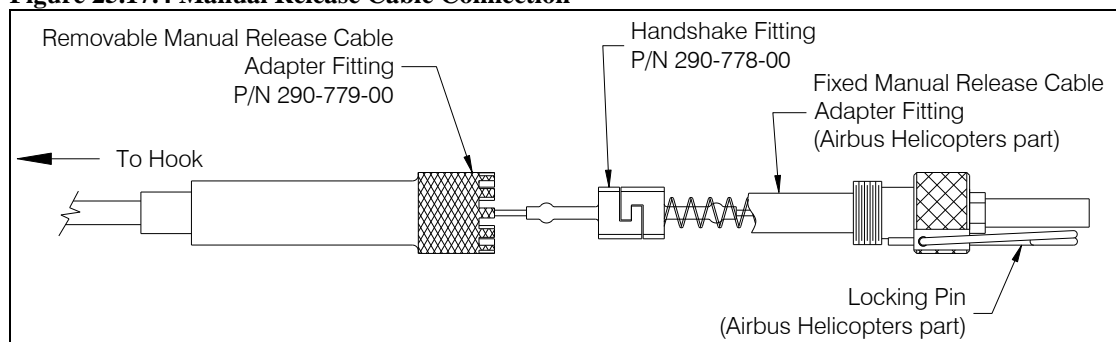 Figure 25.17.4 Manual Release Cable Connection
Removable Manual Release Cable
Adapter Fitting
P/N 290-779-00
Handshake Fitting
P/N 290-778-00
Fixed Manual Release Cable
Adapter Fitting
(Airbus Helicopters part)
To Hook
Locking Pin
(Airbus Helicopters part)